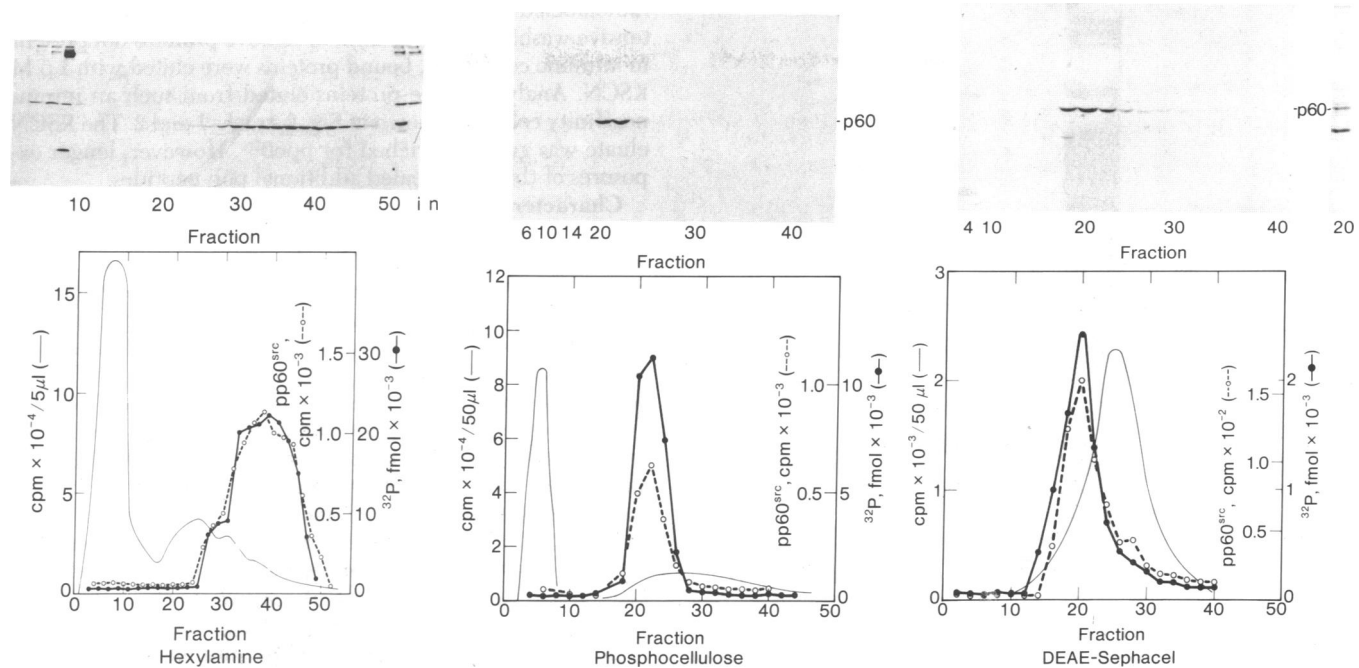 10 20 30 40 50 i n
Fraction
15
10
5
0
cpm × 10⁻⁴/5μl (—)
pp60ˢʳᶜ,
cpm × 10⁻³ (--○--)
1.5 30
1.0 20
0.5 10
0
³²P, fmol × 10⁻³ (—●—)
0 10 20 30 40 50
Fraction
Hexylamine
-p60
6 10 14 20 30 40
Fraction
12
10
8
6
4
2
0
cpm × 10⁻⁴/50μl (—)
pp60ˢʳᶜ, cpm × 10⁻³ (--○--)
1.0 10
0.5 5
0
³²P, fmol × 10⁻³ (—●—)
0 10 20 30 40
Fraction
Phosphocellulose
-p60-
4 10 20 30 40 20
Fraction
3
2
1
0
cpm × 10⁻³/50 μl (—)
pp60ˢʳᶜ, cpm × 10⁻² (--○--)
1.5 2
1.0
0.5 1
0
³²P, fmol × 10⁻³ (—●—)
0 10 20 30 40
Fraction
DEAE-Sephacel